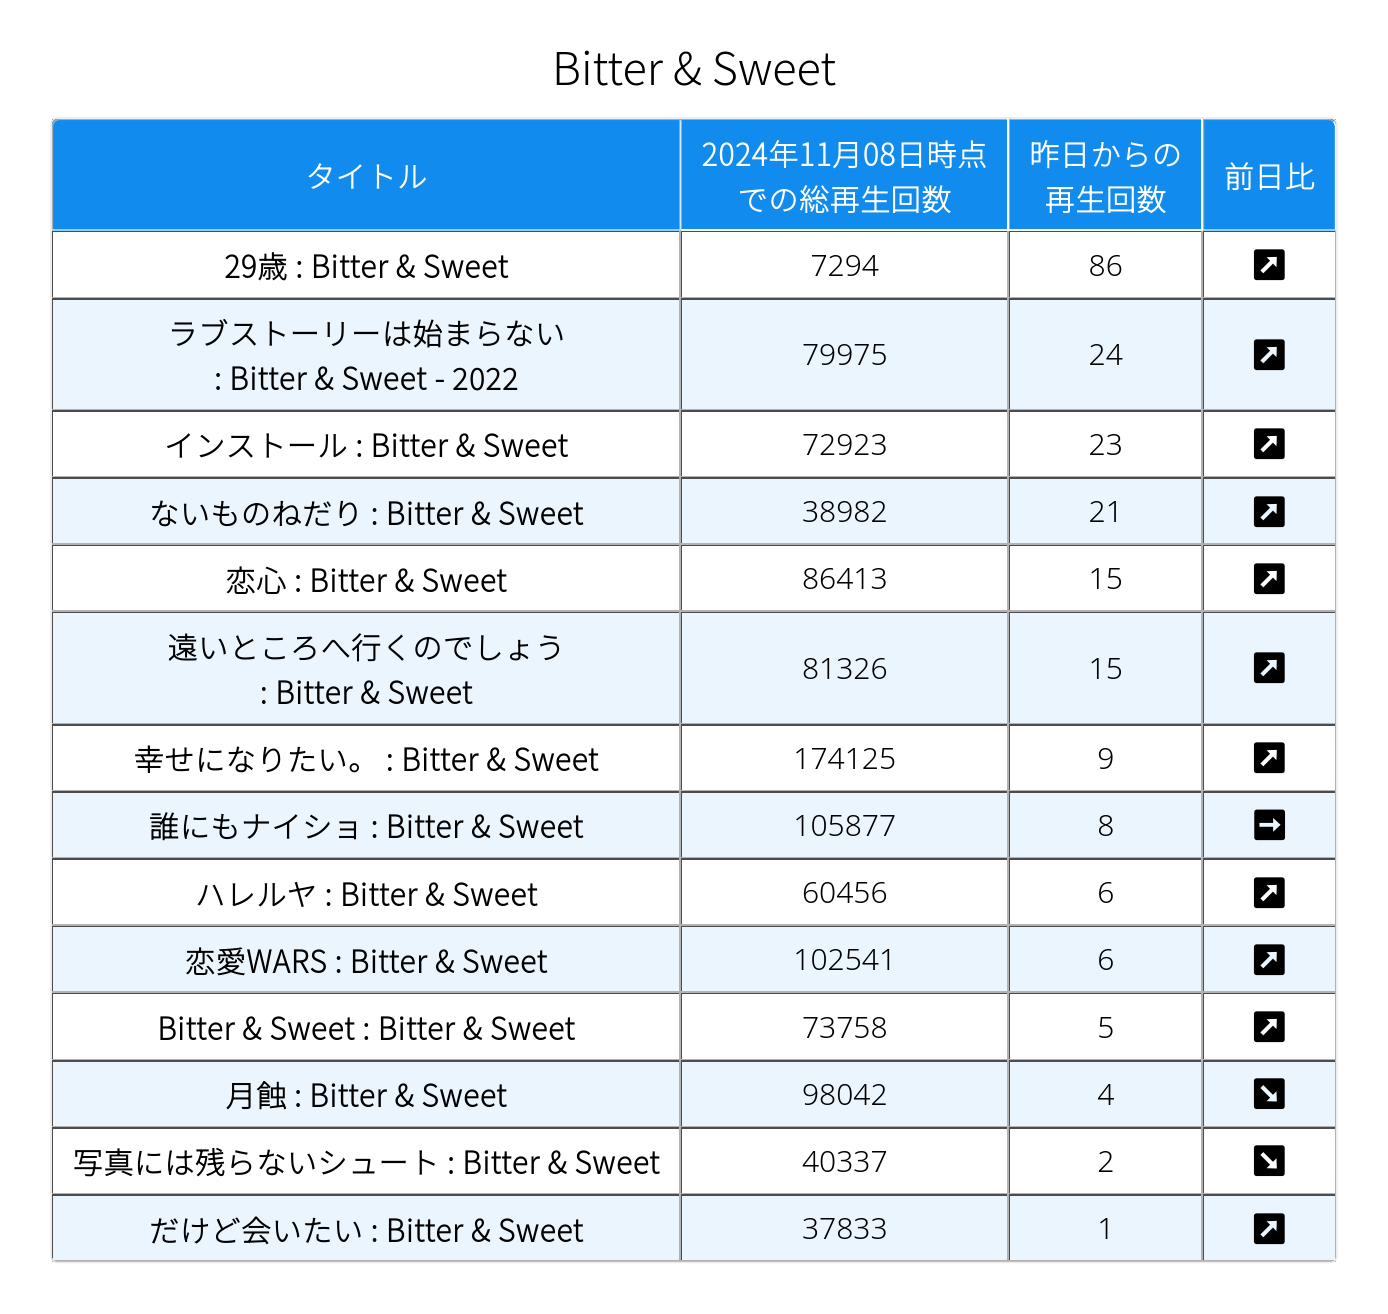 Bitter & Sweet
タイトル
2024年11月08日時点
での総再生回数
昨日からの
再生回数
前日比
29歳 : Bitter & Sweet 7294 86
ラブストーリーは始まらない
: Bitter & Sweet - 2022 79975 24
インストール : Bitter & Sweet 72923 23
ないものねだり : Bitter & Sweet 38982 21
恋心 : Bitter & Sweet 86413 15
遠いところへ行くのでしょう
: Bitter & Sweet 81326 15
幸せになりたい。 : Bitter & Sweet 174125 9
誰にもナイショ : Bitter & Sweet 105877 8
ハレルヤ : Bitter & Sweet 60456 6
恋愛WARS : Bitter & Sweet 102541 6
Bitter & Sweet : Bitter & Sweet 73758 5
月蝕 : Bitter & Sweet 98042 4
写真には残らないシュート : Bitter & Sweet 40337 2
だけど会いたい : Bitter & Sweet 37833 1